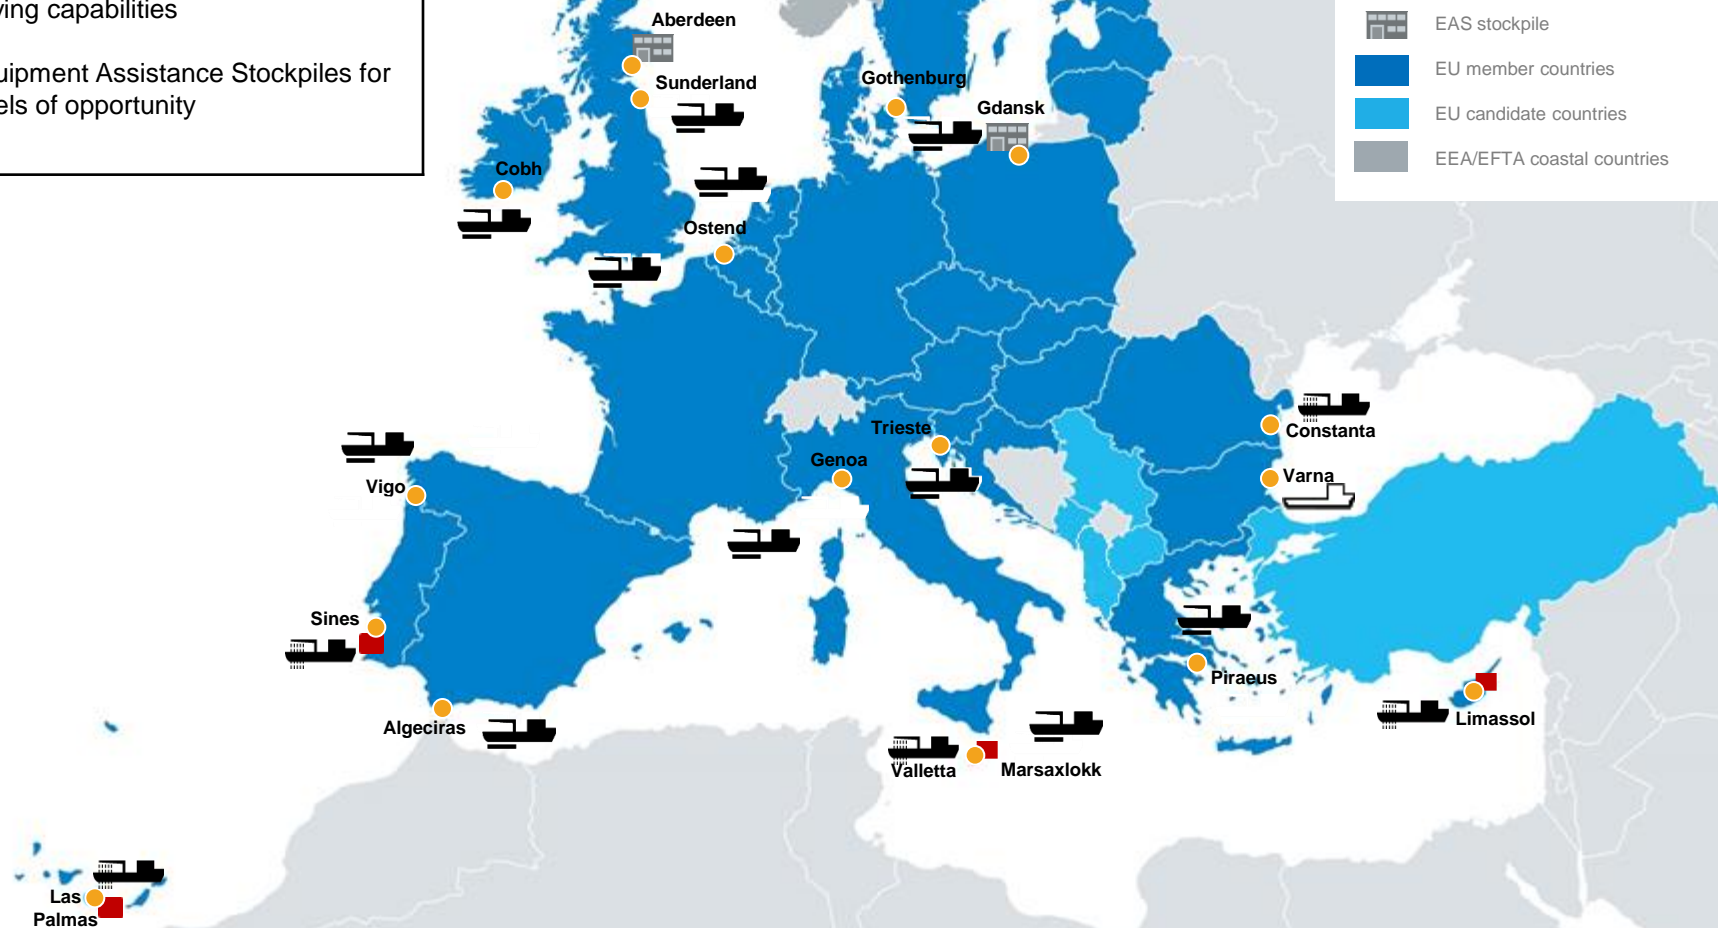 ying capabilities
uipment Assistance Stockpiles for
els of opportunity
EAS stockpile
EU member countries
EU candidate countries
EEA/EFTA coastal countries
Aberdeen
Sunderland
Gothenburg
Gdansk
Cobh
Ostend
Trieste
Genoa
Constanta
Vigo
Varna
Sines
Piraeus
Algeciras
Limassol
Valletta
Marsaxlokk
Las
Palmas